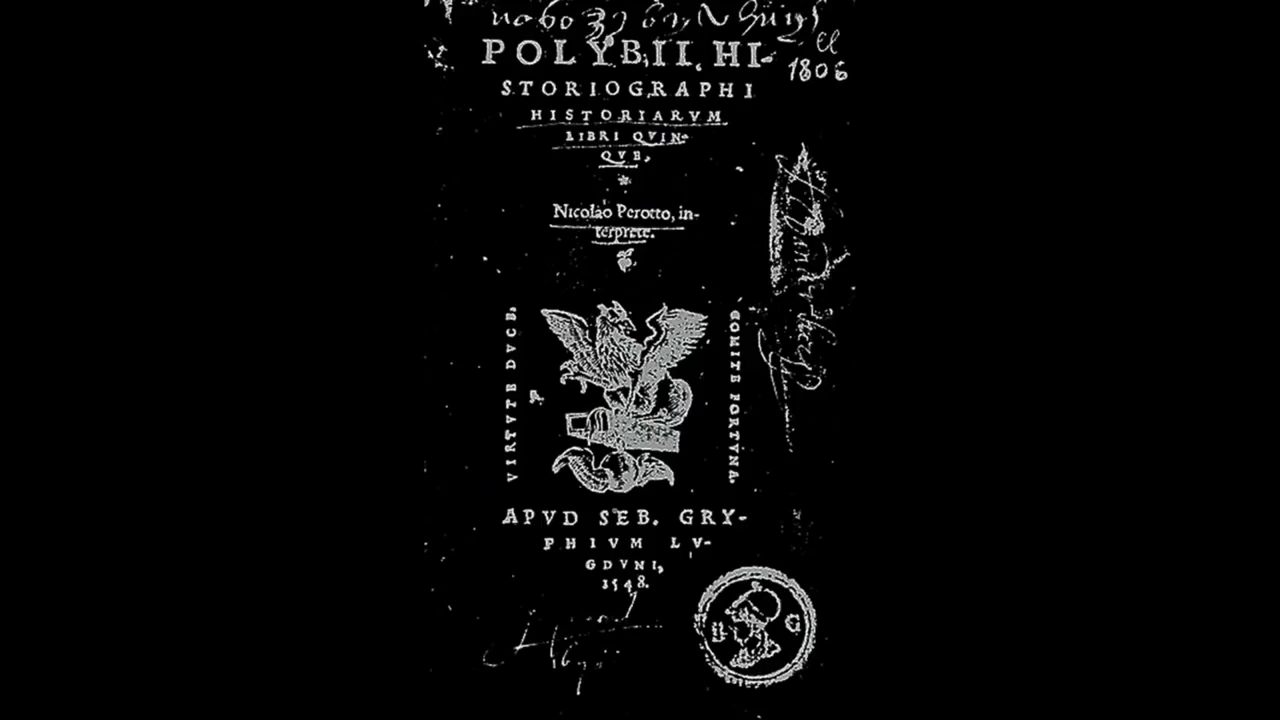 POLYBII, HI-
STORIOGRAPHI
HISTORIARVM
LIBRI QVIN-
QVE.
Nicolao Perotto, in-
terprete.
VIRTVTE DVCE,
COMITE FORTVNA.
APVD SEB. GRY-
PHIVM LV-
GDVNI,
1548.
1806